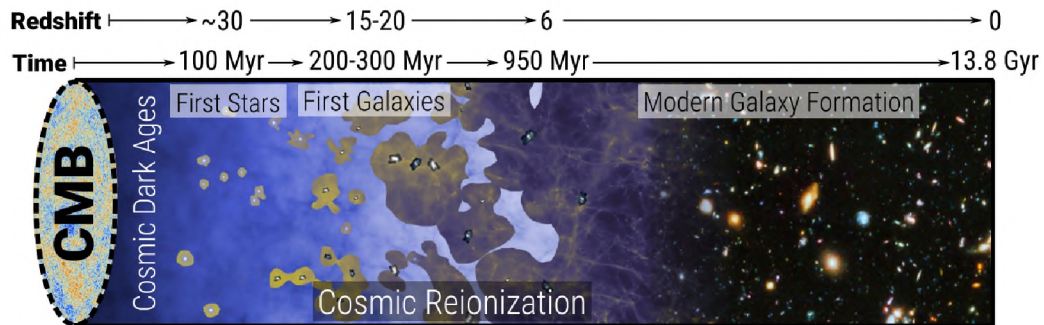 Redshift ~30 15-20 6 0
Time 100 Myr 200-300 Myr 950 Myr 13.8 Gyr
CMB
Cosmic Dark Ages
First Stars
First Galaxies
Modern Galaxy Formation
Cosmic Reionization